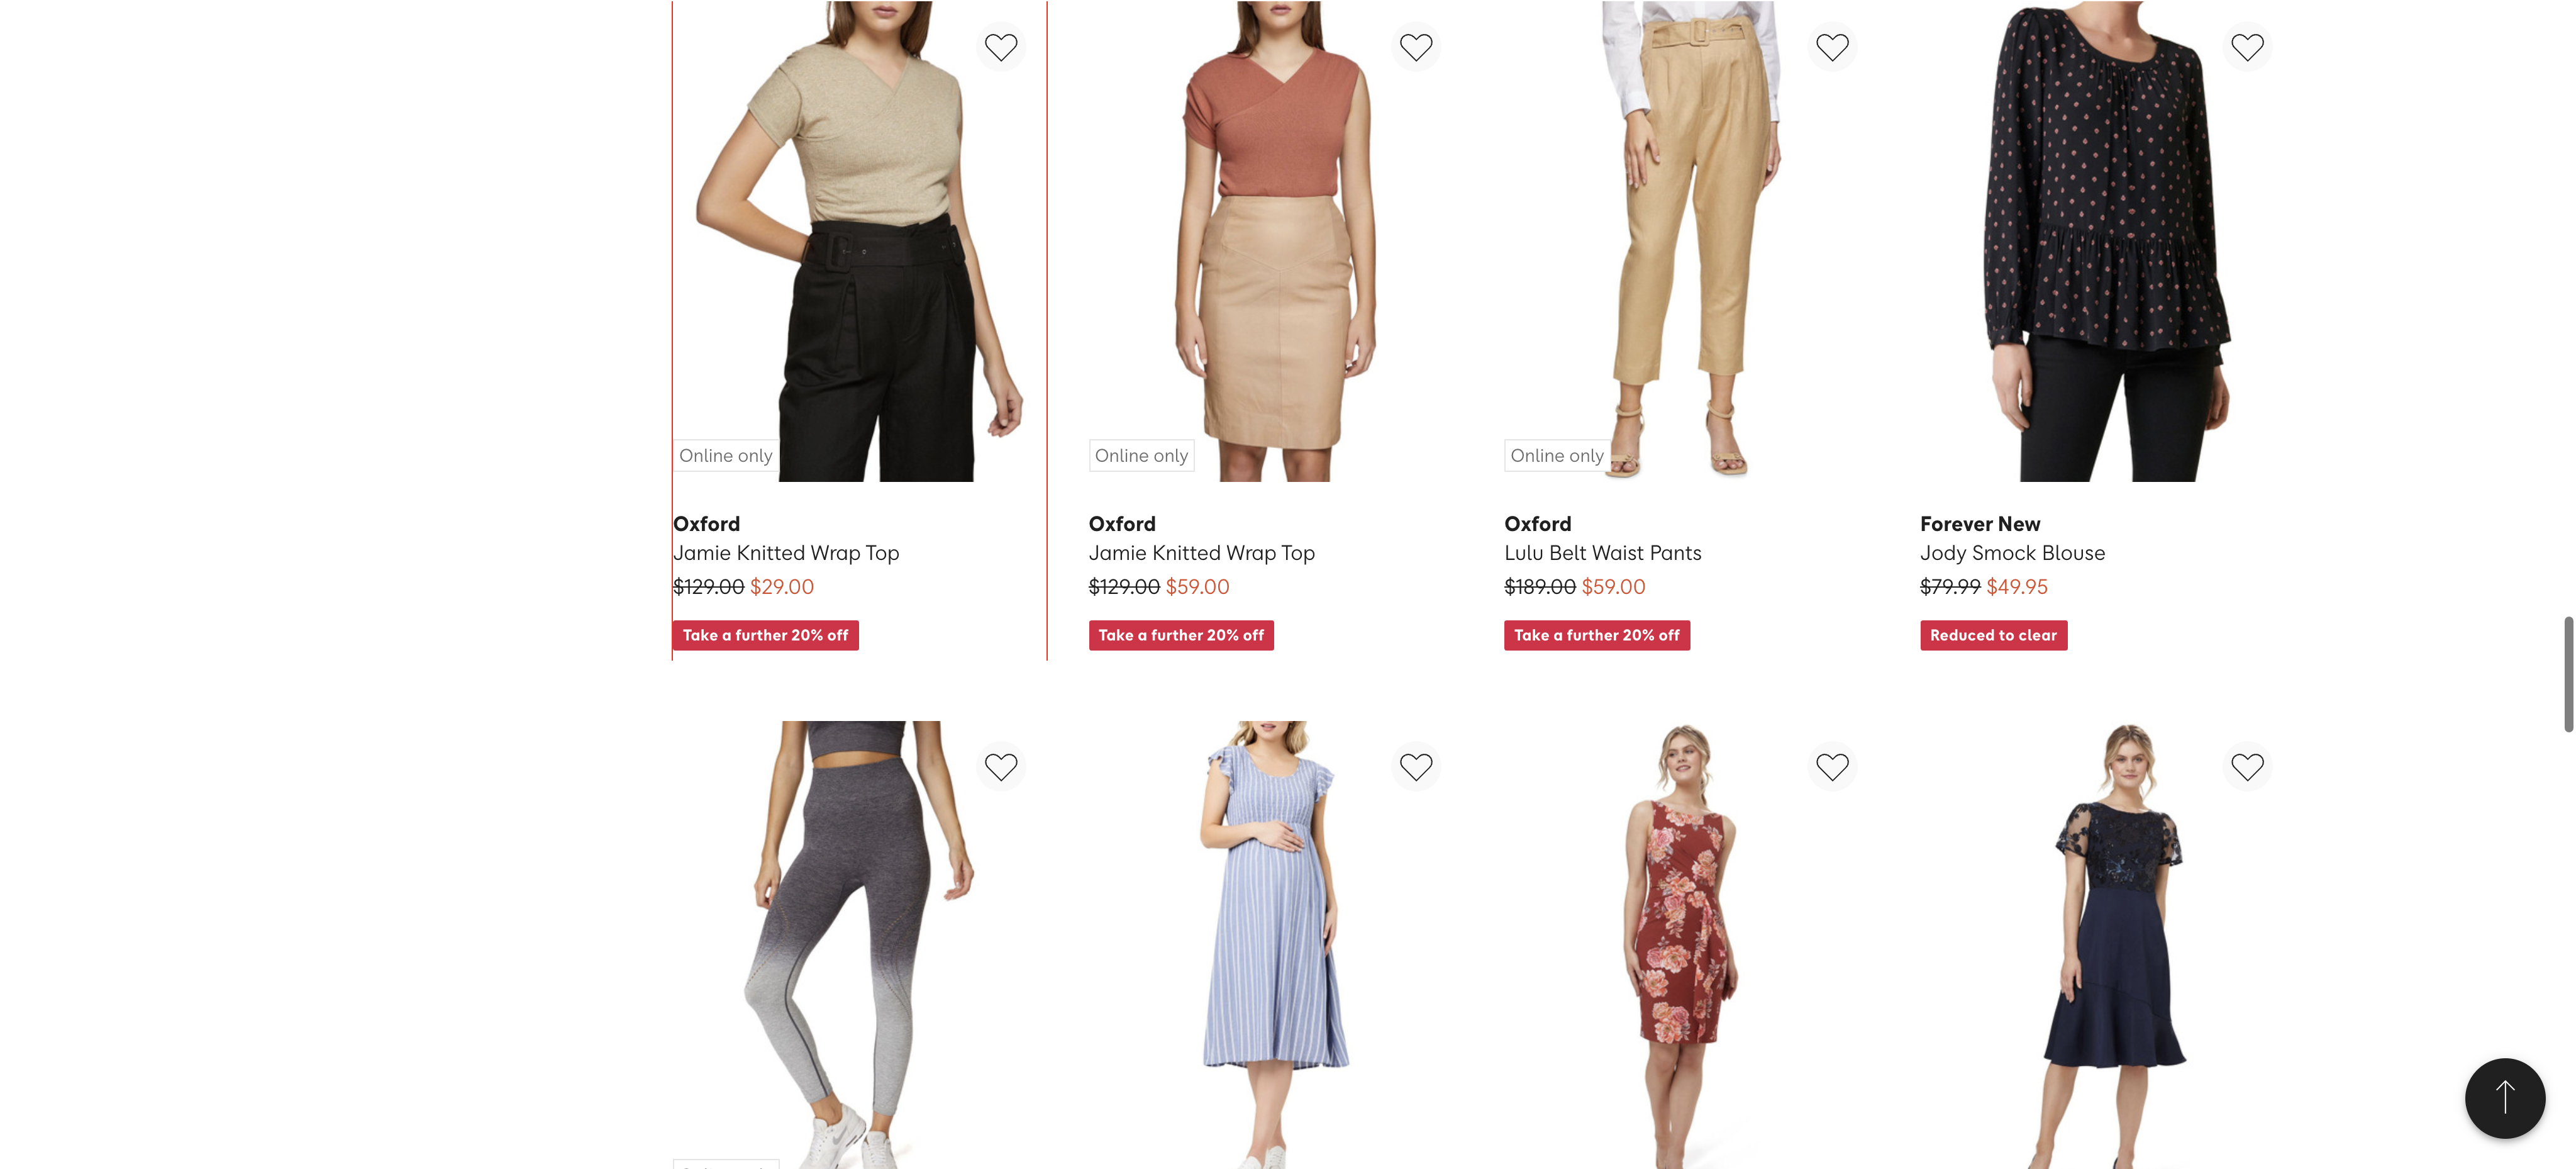 Online only
Online only
Online only
Oxford
Jamie Knitted Wrap Top
$129.00 $29.00
Take a further 20% off
Oxford
Jamie Knitted Wrap Top
$129.00 $59.00
Take a further 20% off
Oxford
Lulu Belt Waist Pants
$189.00 $59.00
Take a further 20% off
Forever New
Jody Smock Blouse
$79.99 $49.95
Reduced to clear